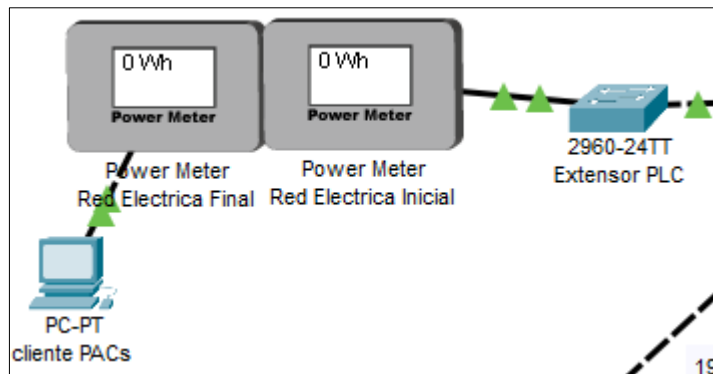 0 Wh
Power Meter
Power Meter
Red Electrica Final
0 Wh
Power Meter
Power Meter
Red Electrica Inicial
2960-24TT
Extensor PLC
PC-PT
cliente PACs
19